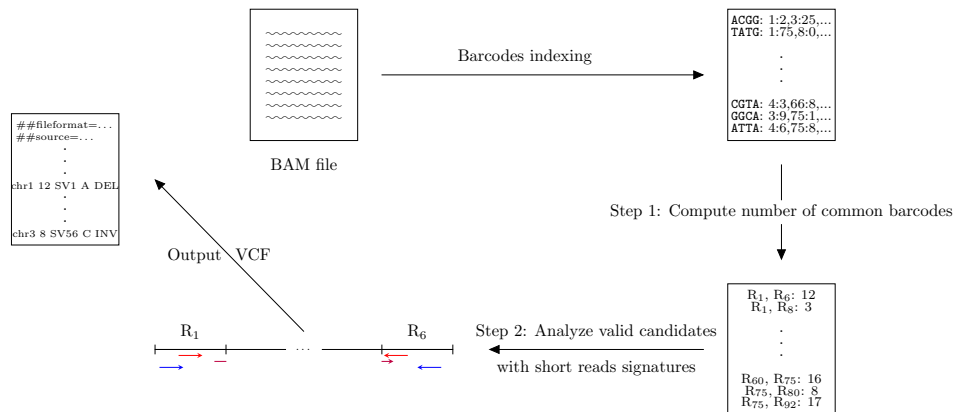 ACGG: 1:2,3:25,...
TATG: 1:75,8:0,...
.
.
.
CGTA: 4:3,66:8,...
GGCA: 3:9,75:1,...
ATTA: 4:6,75:8,...
Barcodes indexing
BAM file
##fileformat=...
##source=...
.
.
.
chr1 12 SV1 A DEL
.
.
.
chr3 8 SV56 C INV
Step 1: Compute number of common barcodes
Output VCF
R1, R6: 12
R1, R8: 3
.
.
.
R60, R75: 16
R75, R80: 8
R75, R92: 17
Step 2: Analyze valid candidates
with short reads signatures
R1
...
R6